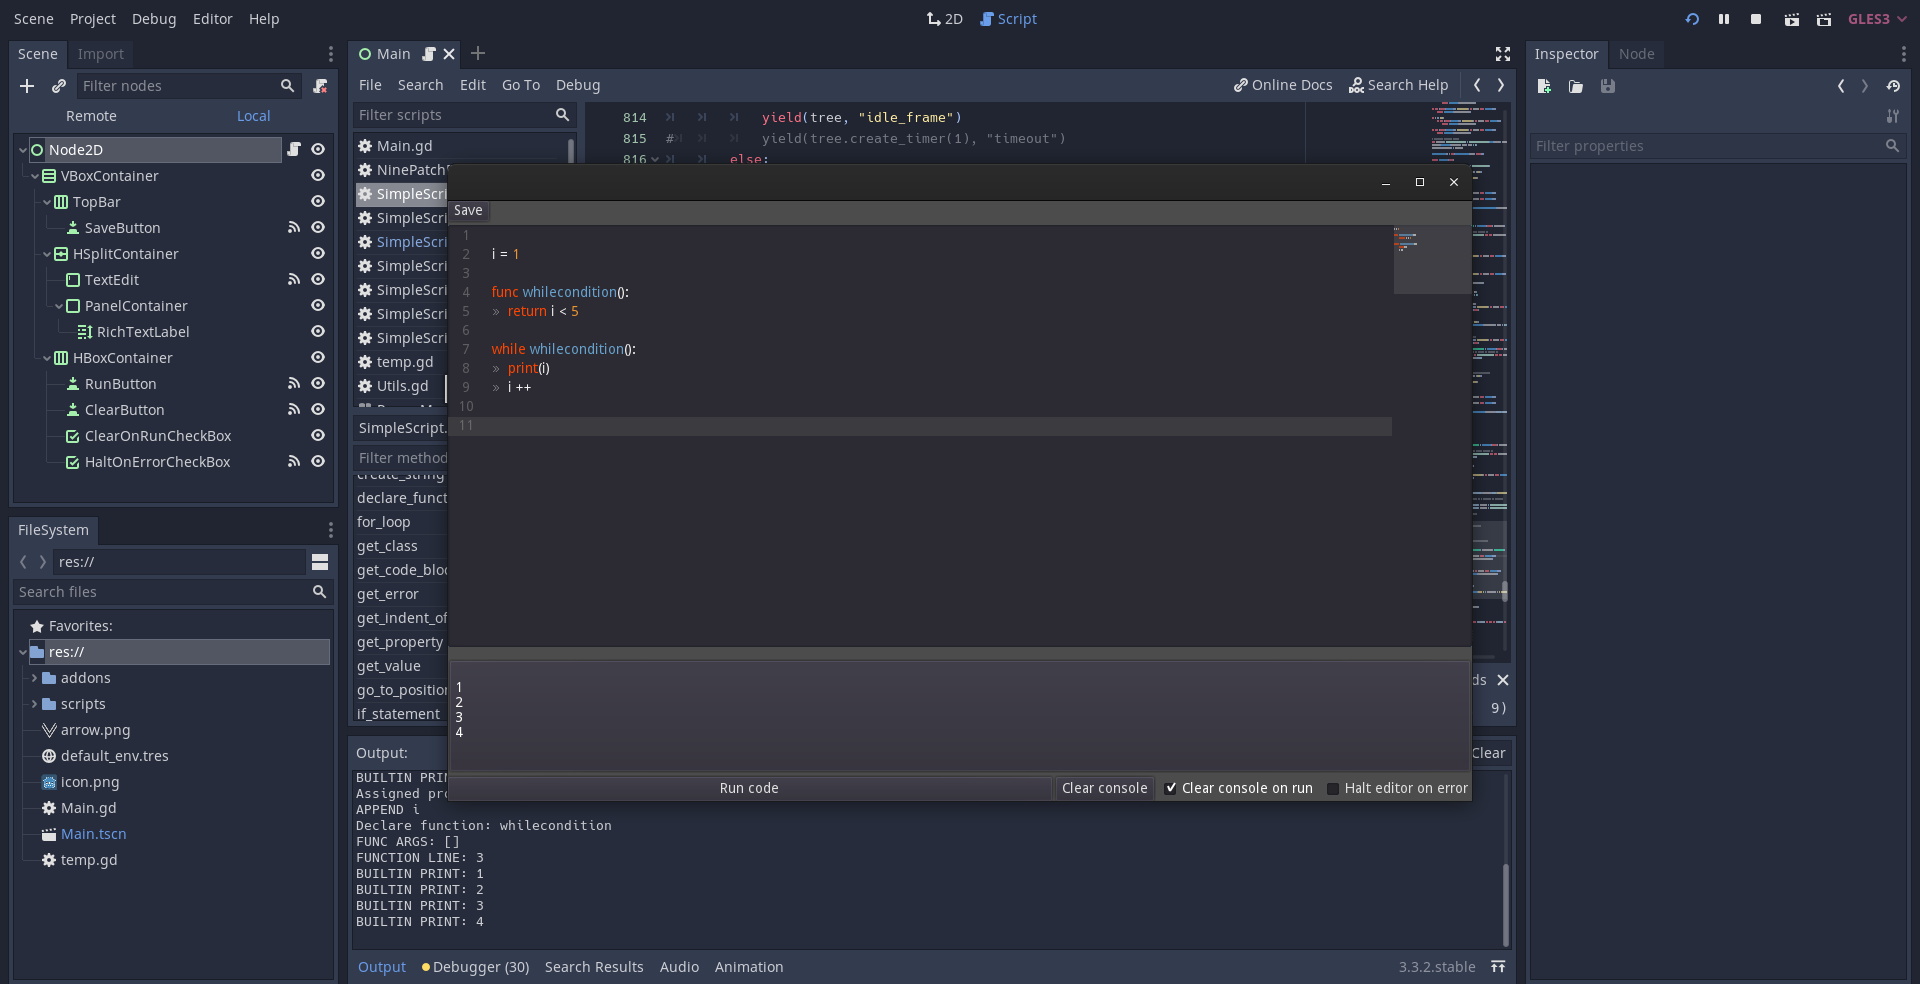 Scene Project Debug Editor Help
2D Script
GLES3
Scene Import
Filter nodes
Remote Local
Node2D
VBoxContainer
TopBar
SaveButton
HSplitContainer
TextEdit
PanelContainer
RichTextLabel
HBoxContainer
RunButton
ClearButton
ClearOnRunCheckBox
HaltOnErrorCheckBox
FileSystem
res://
Search files
Favorites:
res://
addons
scripts
arrow.png
default_env.tres
icon.png
Main.gd
Main.tscn
temp.gd
Main
File Search Edit Go To Debug
Online Docs Search Help
Filter scripts
Main.gd
NinePatch
SimpleScri
SimpleScri
SimpleScri
SimpleScri
SimpleScri
SimpleScri
SimpleScri
temp.gd
Utils.gd
SimpleScript.
Filter method
create_string
declare_funct
for_loop
get_class
get_code_bloc
get_error
get_indent_of
get_property
get_value
go_to_position
if_statement
814 yield(tree, "idle_frame")
815 # yield(tree.create_timer(1), "timeout")
816 else:
Save
1
2 i = 1
3
4 func whilecondition():
5 » return i < 5
6
7 while whilecondition():
8 » print(i)
9 » i ++
10
11
1
2
3
4
Run code Clear console Clear console on run Halt editor on error
ds
9)
Output: Clear
BUILTIN PRIN
Assigned pro
APPEND i
Declare function: whilecondition
FUNC ARGS: []
FUNCTION LINE: 3
BUILTIN PRINT: 1
BUILTIN PRINT: 2
BUILTIN PRINT: 3
BUILTIN PRINT: 4
Output Debugger (30) Search Results Audio Animation
3.3.2.stable
Inspector Node
Filter properties